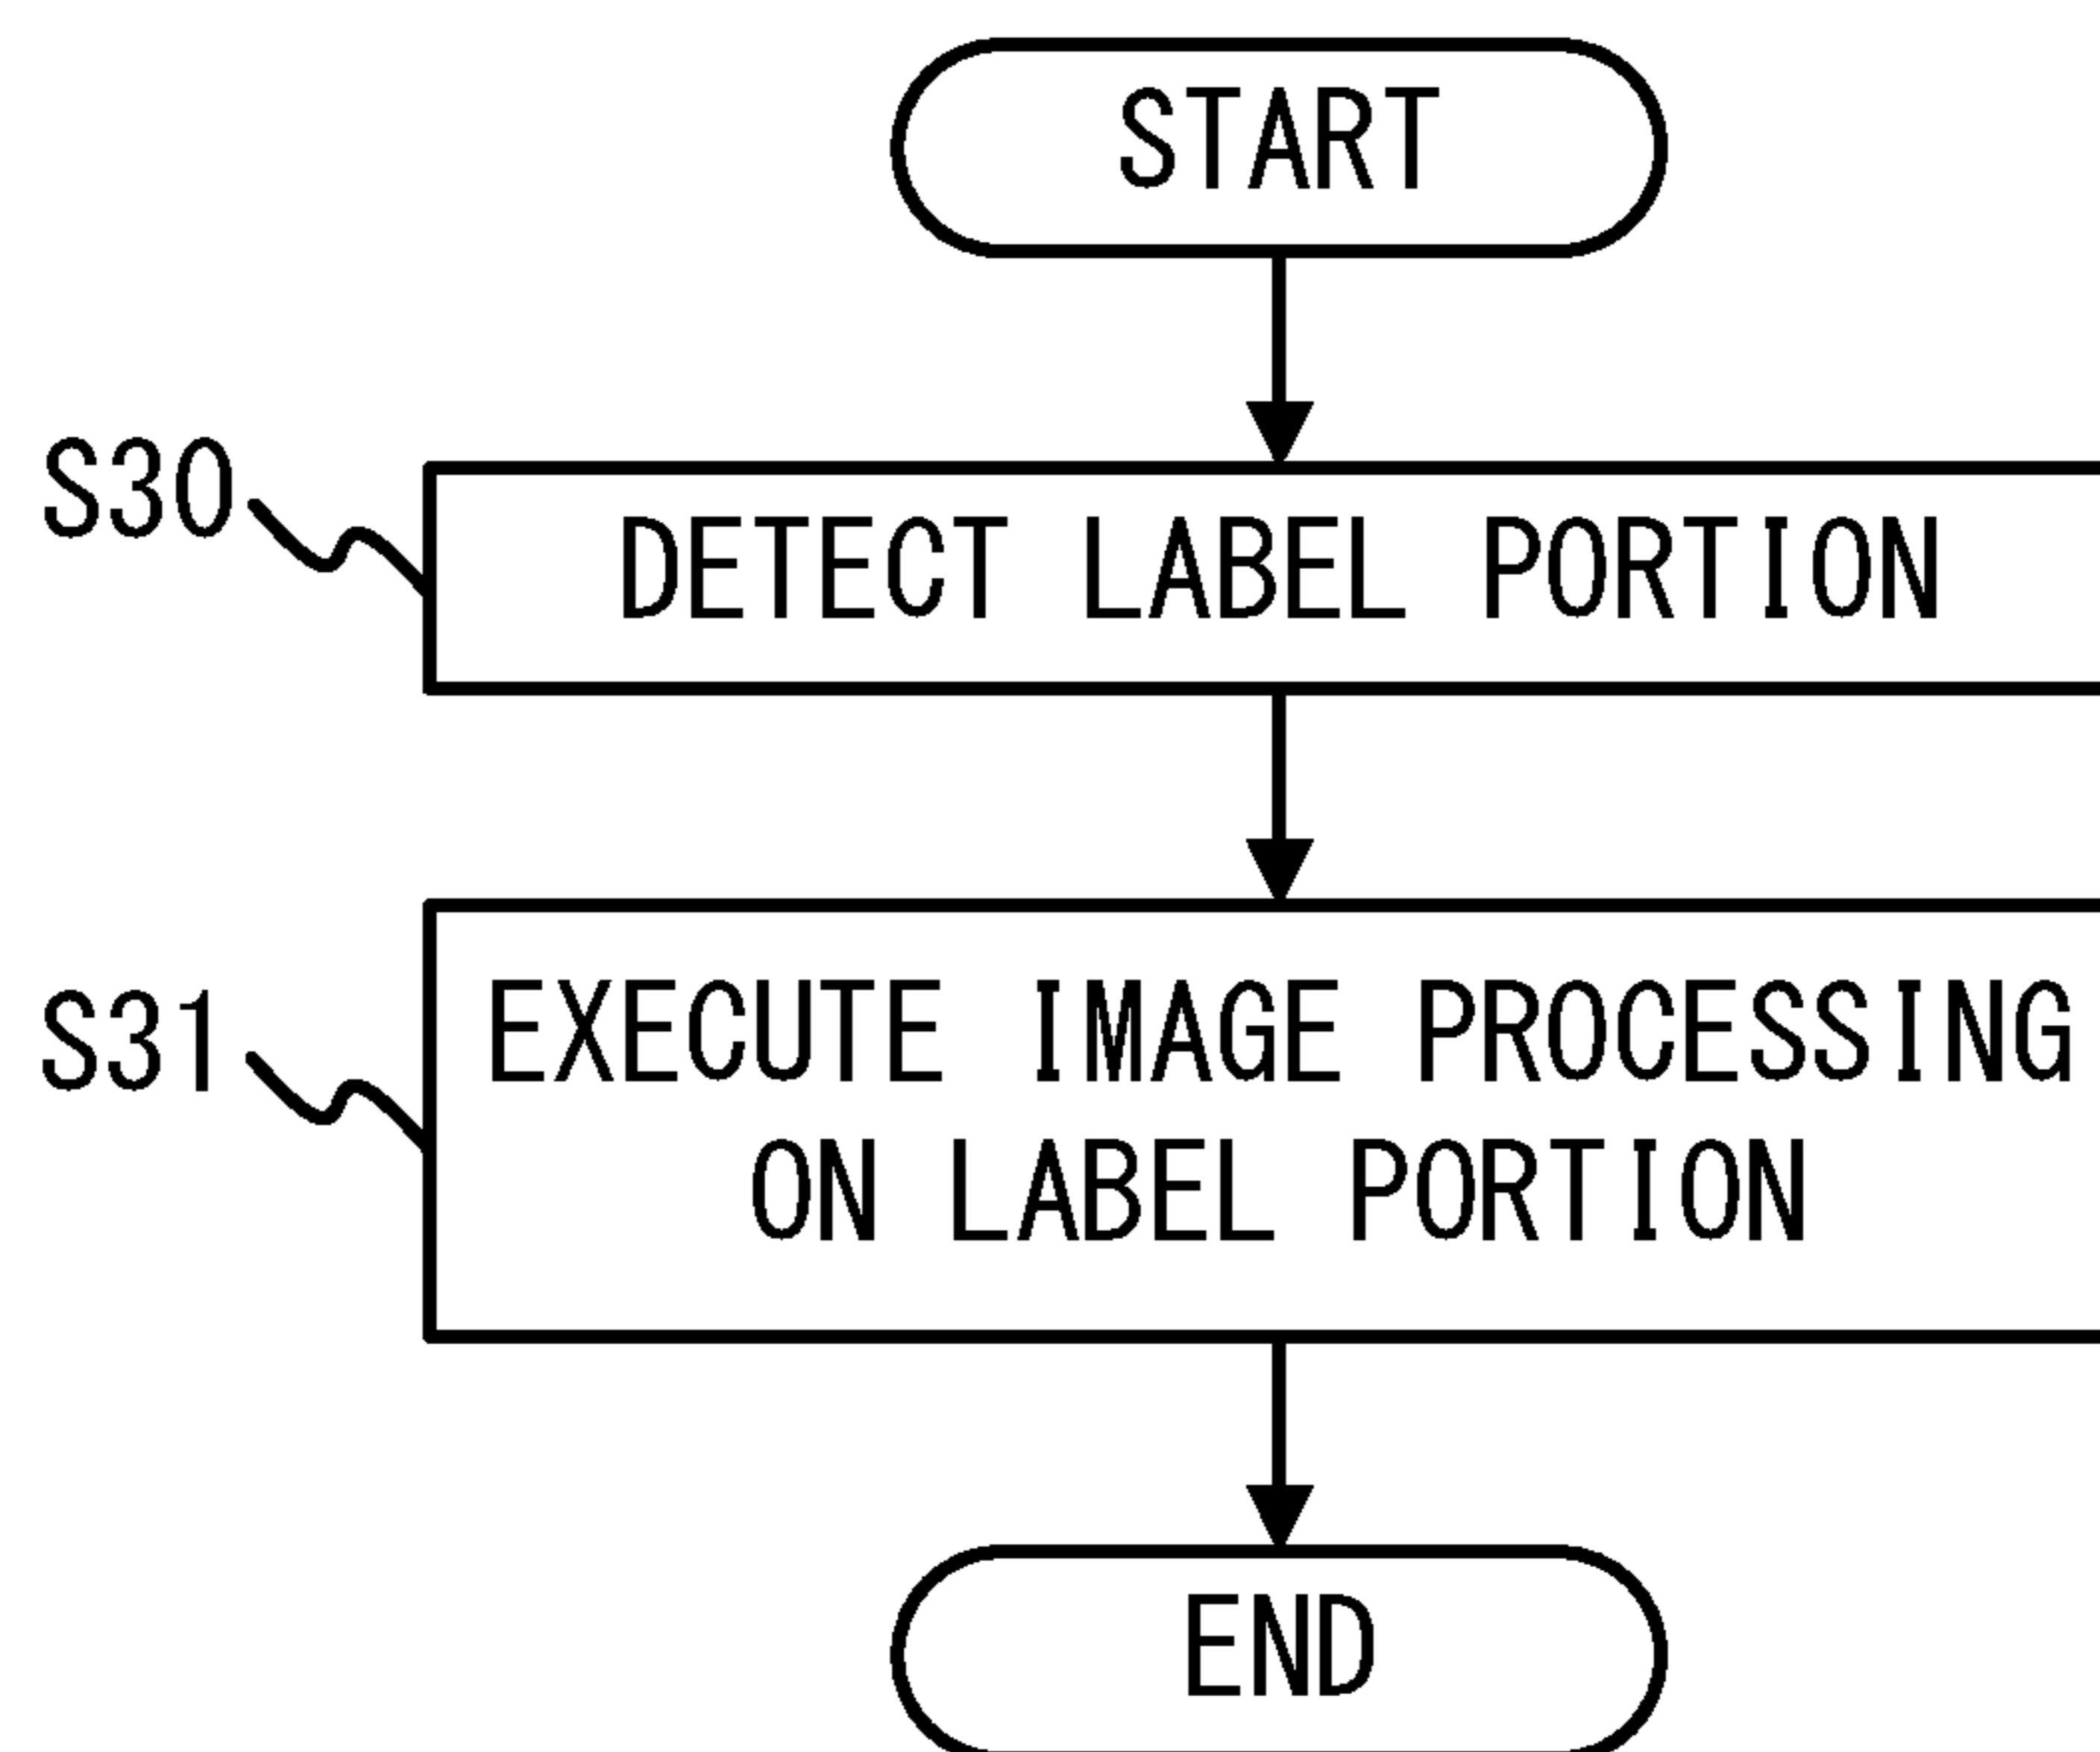 START
S30
DETECT LABEL PORTION
S31
EXECUTE IMAGE PROCESSING
ON LABEL PORTION
END